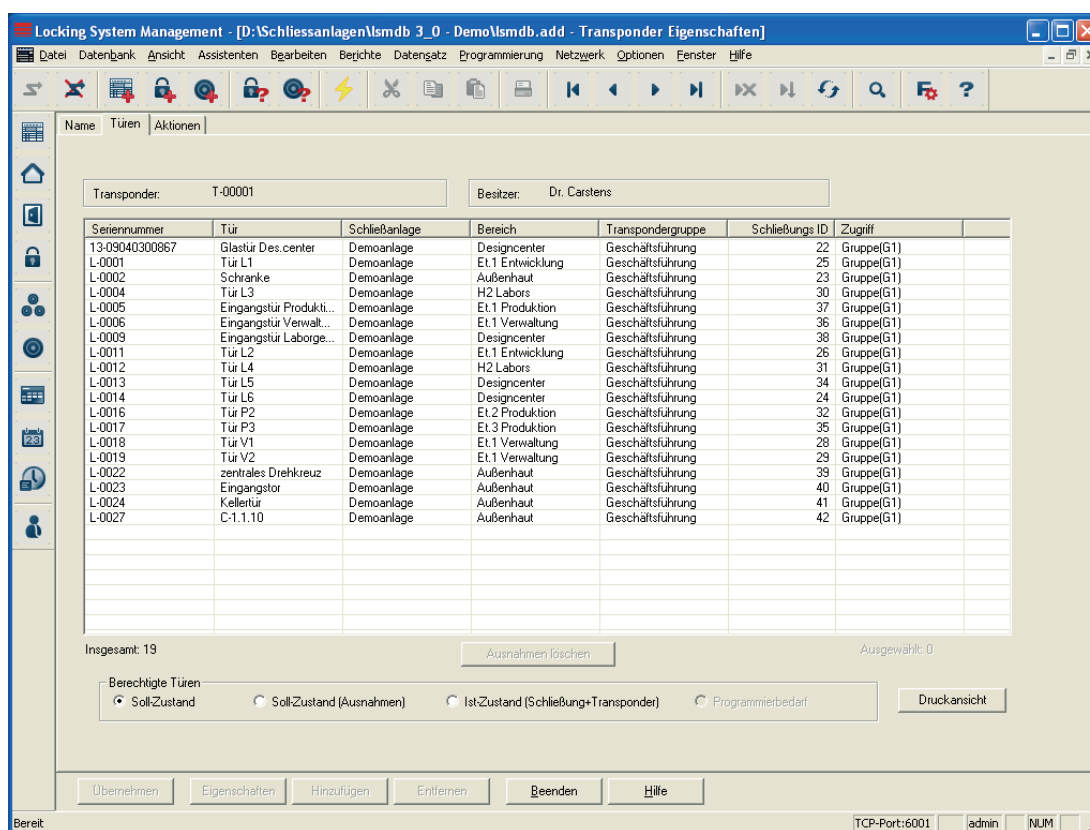 Locking System Management - [D:\Schliessanlagen\lsmdb 3_0 - Demo\lsmdb.add - Transponder Eigenschaften]
Datei Datenbank Ansicht Assistenten Bearbeiten Berichte Datensatz Programmierung Netzwerk Optionen Fenster Hilfe
Name Türen Aktionen
Transponder: T-00001 Besitzer: Dr. Carstens
Seriennummer Tür Schließanlage Bereich Transpondergruppe Schließungs ID Zugriff
13-09040300867 Glastür Des.center Demoanlage Designcenter Geschäftsführung 22 Gruppe(G1)
L-0001 Tür L1 Demoanlage Et.1 Entwicklung Geschäftsführung 25 Gruppe(G1)
L-0002 Schranke Demoanlage Außenhaut Geschäftsführung 23 Gruppe(G1)
L-0004 Tür L3 Demoanlage H2 Labors Geschäftsführung 30 Gruppe(G1)
L-0005 Eingangstür Produkti... Demoanlage Et.1 Produktion Geschäftsführung 37 Gruppe(G1)
L-0006 Eingangstür Verwalt... Demoanlage Et.1 Verwaltung Geschäftsführung 36 Gruppe(G1)
L-0009 Eingangstür Laborge... Demoanlage Designcenter Geschäftsführung 38 Gruppe(G1)
L-0011 Tür L2 Demoanlage Et.1 Entwicklung Geschäftsführung 26 Gruppe(G1)
L-0012 Tür L4 Demoanlage H2 Labors Geschäftsführung 31 Gruppe(G1)
L-0013 Tür L5 Demoanlage Designcenter Geschäftsführung 34 Gruppe(G1)
L-0014 Tür L6 Demoanlage Designcenter Geschäftsführung 24 Gruppe(G1)
L-0016 Tür P2 Demoanlage Et.2 Produktion Geschäftsführung 32 Gruppe(G1)
L-0017 Tür P3 Demoanlage Et.3 Produktion Geschäftsführung 35 Gruppe(G1)
L-0018 Tür V1 Demoanlage Et.1 Verwaltung Geschäftsführung 28 Gruppe(G1)
L-0019 Tür V2 Demoanlage Et.1 Verwaltung Geschäftsführung 29 Gruppe(G1)
L-0022 zentrales Drehkreuz Demoanlage Außenhaut Geschäftsführung 39 Gruppe(G1)
L-0023 Eingangstor Demoanlage Außenhaut Geschäftsführung 40 Gruppe(G1)
L-0024 Kellertür Demoanlage Außenhaut Geschäftsführung 41 Gruppe(G1)
L-0027 C-1.1.10 Demoanlage Außenhaut Geschäftsführung 42 Gruppe(G1)
Insgesamt: 19 Ausnahmen löschen Ausgewählt: 0
Berechtigte Türen
Soll-Zustand Soll-Zustand (Ausnahmen) Ist-Zustand (Schließung+Transponder) Programmierbedarf Druckansicht
Übernehmen Eigenschaften Hinzufügen Entfernen Beenden Hilfe
Bereit TCP-Port:6001 admin NUM